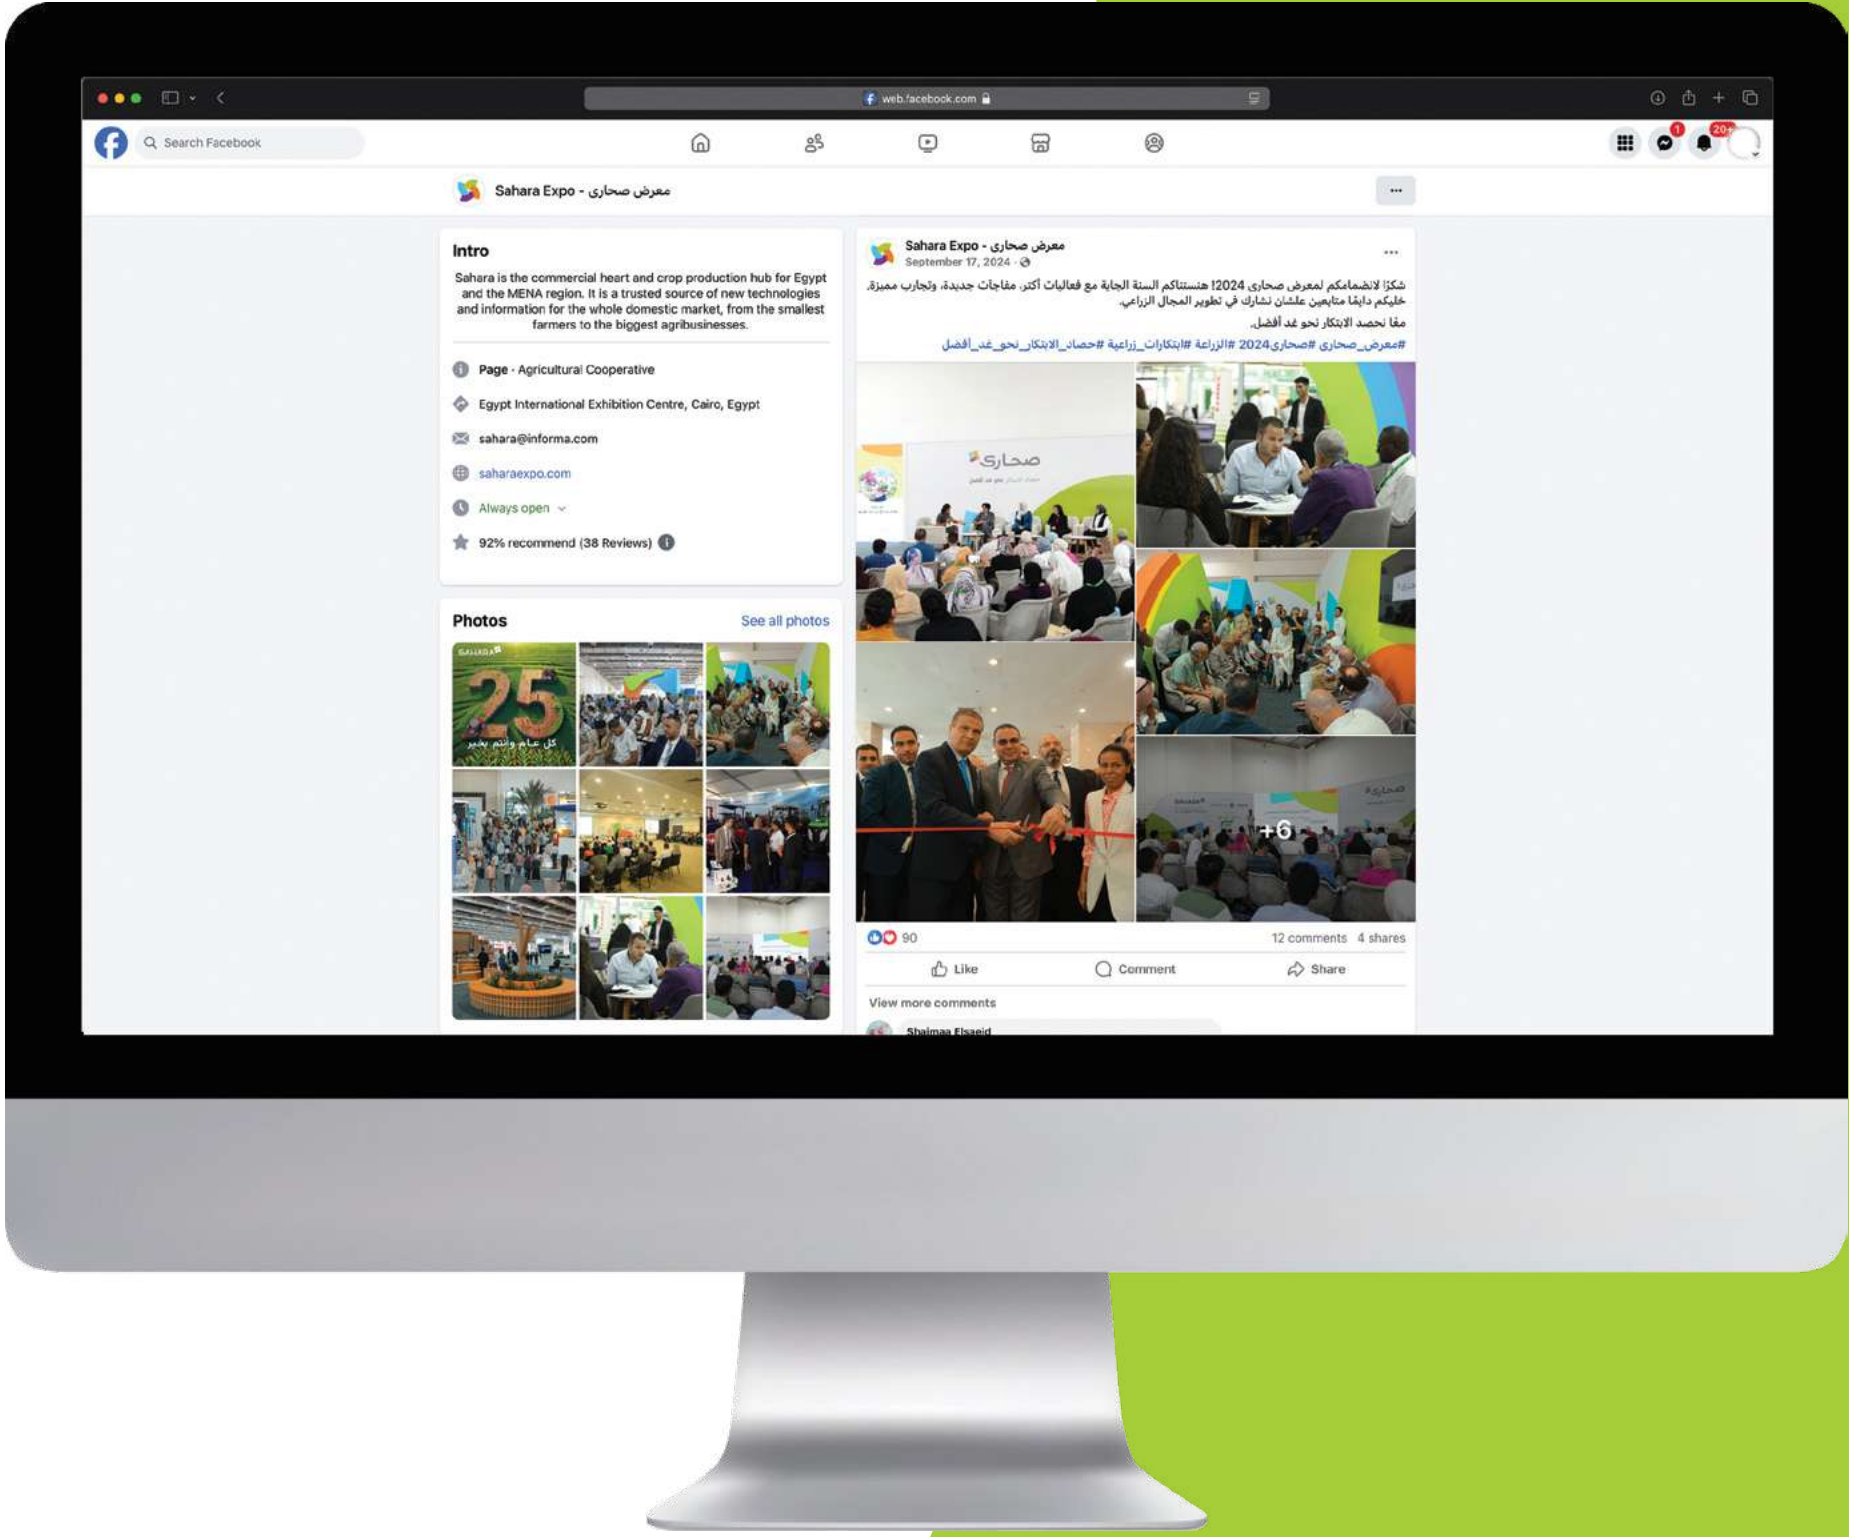 web.facebook.com
Search Facebook
1
20+
Sahara Expo - معرض صحارى
Intro
Sahara is the commercial heart and crop production hub for Egypt
and the MENA region. It is a trusted source of new technologies
and information for the whole domestic market, from the smallest
farmers to the biggest agribusinesses.
Page · Agricultural Cooperative
Egypt International Exhibition Centre, Cairo, Egypt
sahara@informa.com
saharaexpo.com
Always open
92% recommend (38 Reviews)
Photos
See all photos
SAHARA
25
كل عام وانتم بخير
Sahara Expo - معرض صحارى
September 17, 2024
شكرًا لانضمامكم لمعرض صحارى 2024! هنستناكم السنة الجاية مع فعاليات أكتر، مفاجآت جديدة، وتجارب مميزة.
خليكم دايمًا متابعين علشان نشارك في تطوير المجال الزراعي.
معًا نحصد الابتكار نحو غد أفضل.
#معرض_صحارى #صحارى2024 #الزراعة #ابتكارات_زراعية #حصاد_الابتكار_نحو_غد_أفضل
صحارى
صحارى
SAHARA
+6
90
12 comments
4 shares
Like
Comment
Share
View more comments
Shaimaa Elsaeid